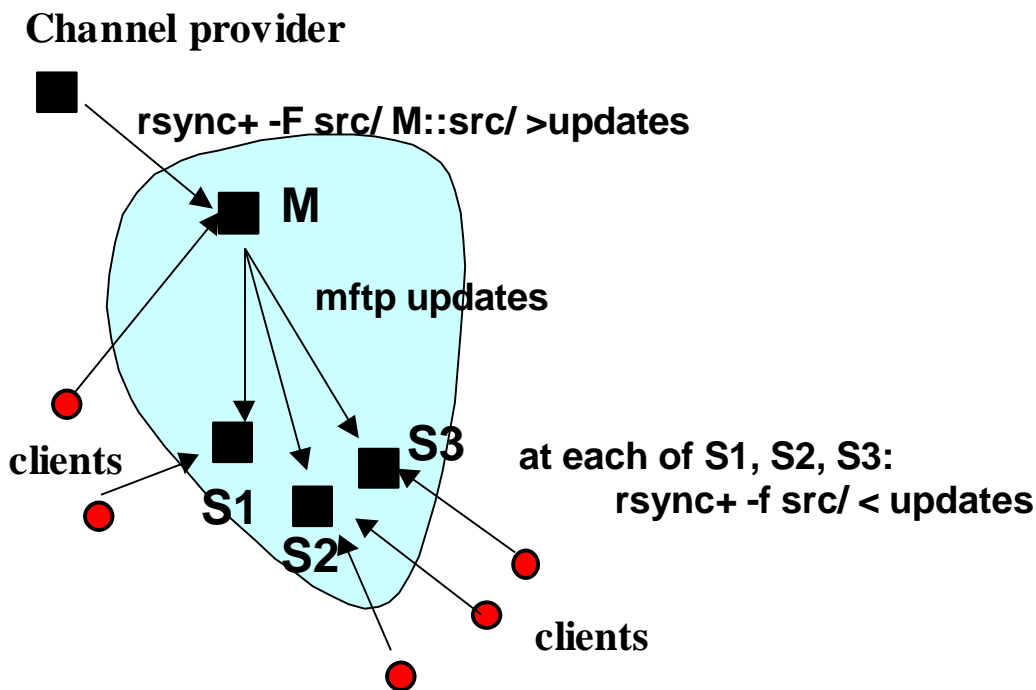 Channel provider
rsync+ -F src/ M::src/ >updates
M
mftp updates
S3
clients
at each of S1, S2, S3:
rsync+ -f src/ < updates
S1
S2
clients